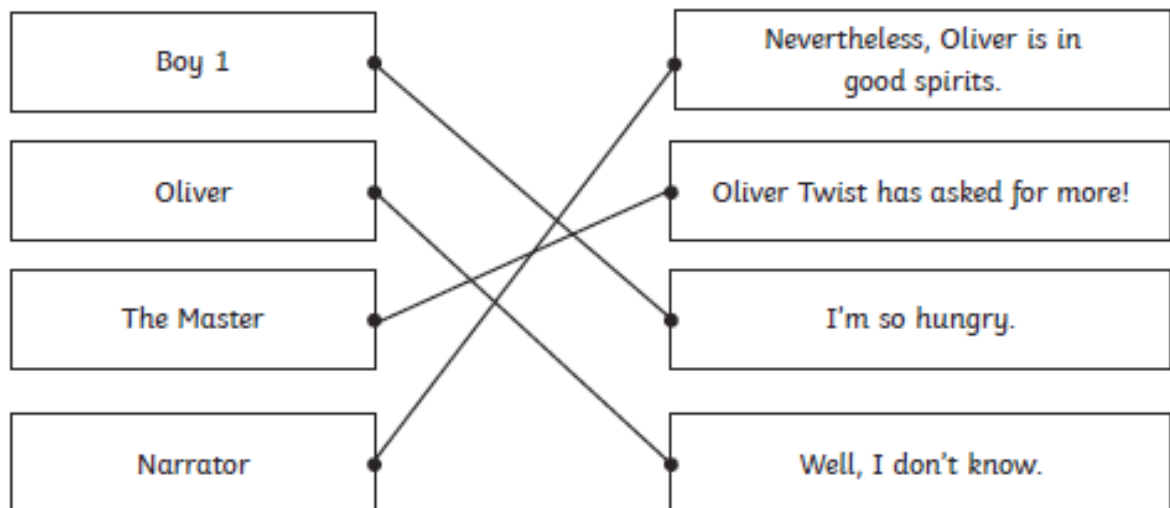 Boy 1
Nevertheless, Oliver is in
good spirits.
Oliver
Oliver Twist has asked for more!
The Master
I'm so hungry.
Narrator
Well, I don't know.